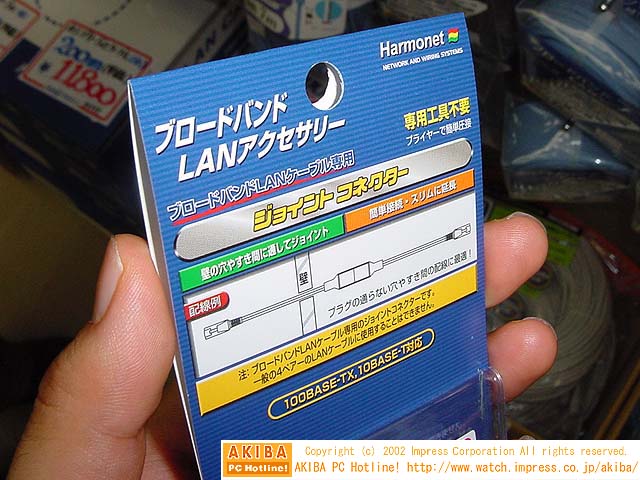 Harmonet
NETWORK AND WIRING SYSTEMS
ブロードバンド
LANアクセサリー
専用工具不要
プライヤーで簡単圧接
ブロードバンドLANケーブル専用
ジョイント コネクター
壁の穴やすき間に通してジョイント
簡単接続・スリムに延長
配線例
壁
プラグの通らない穴やすき間の配線に最適!
注: ブロードバンドLANケーブル専用のジョイントコネクターです。
一般の4ペアーのLANケーブルに使用することはできません。
100BASE-TX,10BASE-T対応
200m
11800
AKIBA
PC Hotline!
Copyright (c) 2002 Impress Corporation All rights reserved.
AKIBA PC Hotline! http://www.watch.impress.co.jp/akiba/